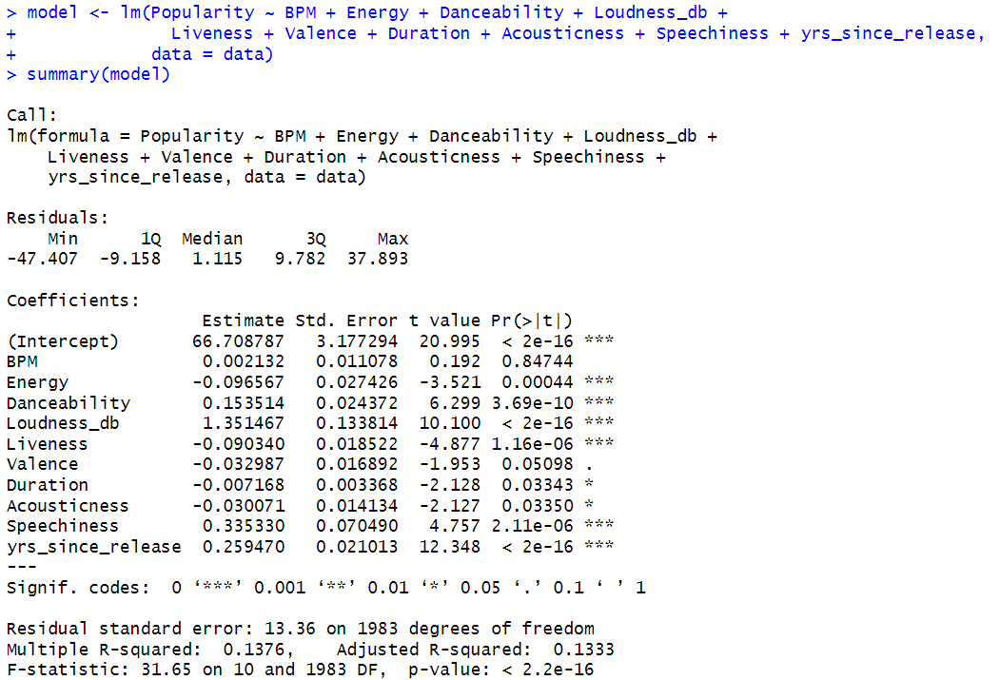 > model <- lm(Popularity ~ BPM + Energy + Danceability + Loudness_db +
+               Liveness + Valence + Duration + Acousticness + Speechiness + yrs_since_release,
+             data = data)
> summary(model)

Call:
lm(formula = Popularity ~ BPM + Energy + Danceability + Loudness_db +
    Liveness + Valence + Duration + Acousticness + Speechiness +
    yrs_since_release, data = data)

Residuals:
    Min      1Q  Median      3Q     Max
-47.407  -9.158   1.115   9.782  37.893

Coefficients:
                   Estimate Std. Error t value Pr(>|t|)
(Intercept)       66.708787   3.177294  20.995  < 2e-16 ***
BPM                0.002132   0.011078   0.192  0.84744
Energy            -0.096567   0.027426  -3.521  0.00044 ***
Danceability       0.153514   0.024372   6.299 3.69e-10 ***
Loudness_db        1.351467   0.133814  10.100  < 2e-16 ***
Liveness          -0.090340   0.018522  -4.877 1.16e-06 ***
Valence           -0.032987   0.016892  -1.953  0.05098 .
Duration          -0.007168   0.003368  -2.128  0.03343 *
Acousticness      -0.030071   0.014134  -2.127  0.03350 *
Speechiness        0.335330   0.070490   4.757 2.11e-06 ***
yrs_since_release  0.259470   0.021013  12.348  < 2e-16 ***
---
Signif. codes:  0 ‘***’ 0.001 ‘**’ 0.01 ‘*’ 0.05 ‘.’ 0.1 ‘ ’ 1

Residual standard error: 13.36 on 1983 degrees of freedom
Multiple R-squared:  0.1376,    Adjusted R-squared:  0.1333
F-statistic: 31.65 on 10 and 1983 DF,  p-value: < 2.2e-16